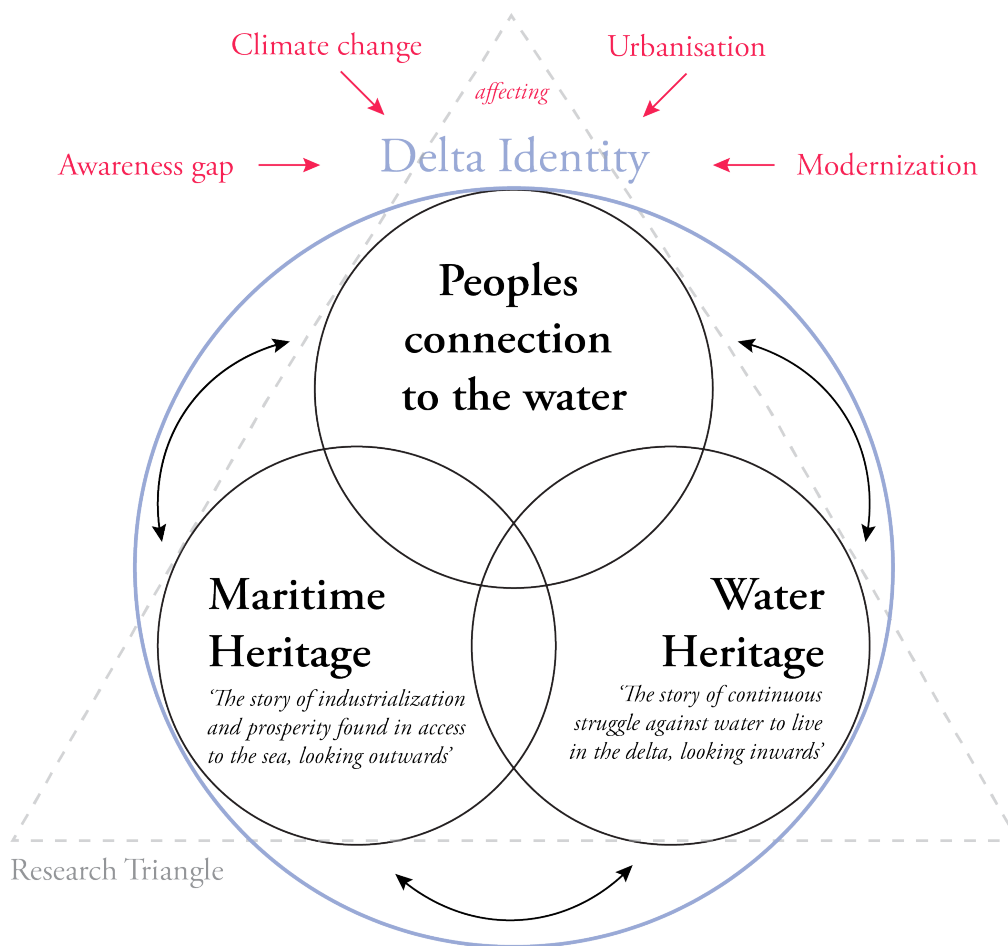 Climate change
Urbanisation
affecting
Delta Identity
Awareness gap
Modernization
Peoples
connection
to the water
Maritime
Heritage
‘The story of industrialization
and prosperity found in access
to the sea, looking outwards’
Water
Heritage
‘The story of continuous
struggle against water to live
in the delta, looking inwards’
Research Triangle